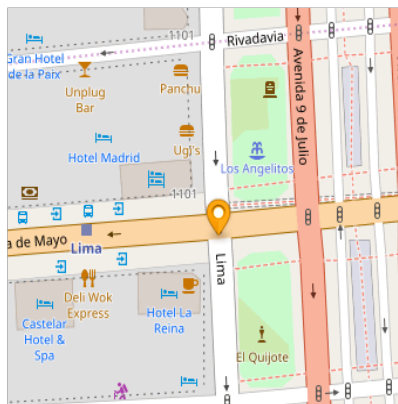 1101
Rivadavia
Gran Hotel
de la Paix
Unplug
Bar
Panchu
Avenida 9 de Julio
Ugi's
Hotel Madrid
Los Angelitos
1101
a de Mayo
Lima
Lima
Deli Wok
Express
Hotel La
Reina
Castelar
Hotel &
Spa
El Quijote